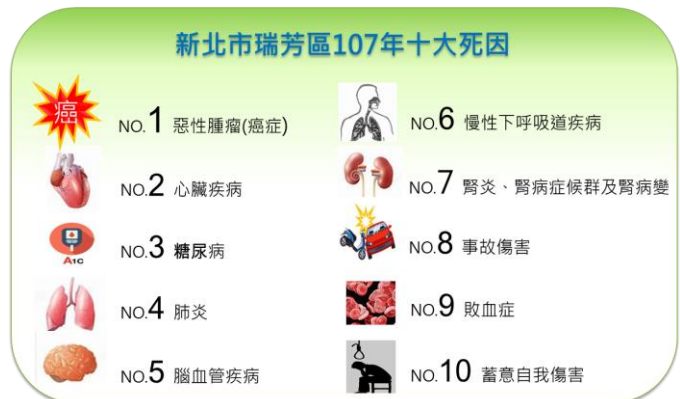 新北市瑞芳區107年十大死因
癌
NO.1 惡性腫瘤(癌症)
NO.2 心臟疾病
A1C
NO.3 糖尿病
NO.4 肺炎
NO.5 腦血管疾病
NO.6 慢性下呼吸道疾病
NO.7 腎炎、腎病症候群及腎病變
NO.8 事故傷害
NO.9 敗血症
NO.10 蓄意自我傷害